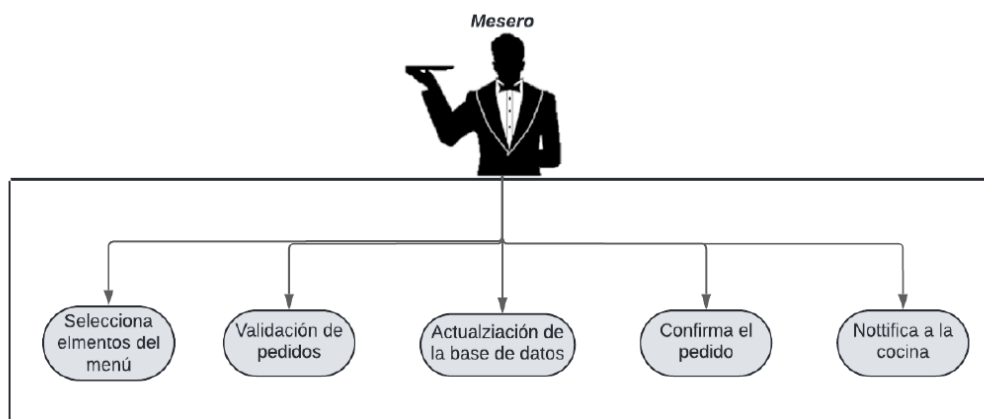 Mesero
Selecciona
elmentos del
menú
Validación de
pedidos
Actualziación de
la base de datos
Confirma el
pedido
Nottifica a la
cocina